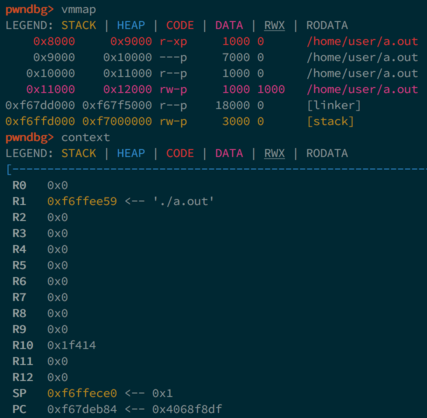 pwndbg> vmmap
LEGEND: STACK | HEAP | CODE | DATA | RWX | RODATA
0x8000 0x9000 r-xp 1000 0 /home/user/a.out
0x9000 0x10000 ---p 7000 0 /home/user/a.out
0x10000 0x11000 r--p 1000 0 /home/user/a.out
0x11000 0x12000 rw-p 1000 1000 /home/user/a.out
0xf67dd000 0xf67f5000 r--p 18000 0 [linker]
0xf6ffd000 0xf7000000 rw-p 3000 0 [stack]
pwndbg> context
LEGEND: STACK | HEAP | CODE | DATA | RWX | RODATA
[------------------------------------------------------------
R0 0x0
R1 0xf6ffee59 <-- './a.out'
R2 0x0
R3 0x0
R4 0x0
R5 0x0
R6 0x0
R7 0x0
R8 0x0
R9 0x0
R10 0x1f414
R11 0x0
R12 0x0
SP 0xf6ffece0 <-- 0x1
PC 0xf67deb84 <-- 0x4068f8df